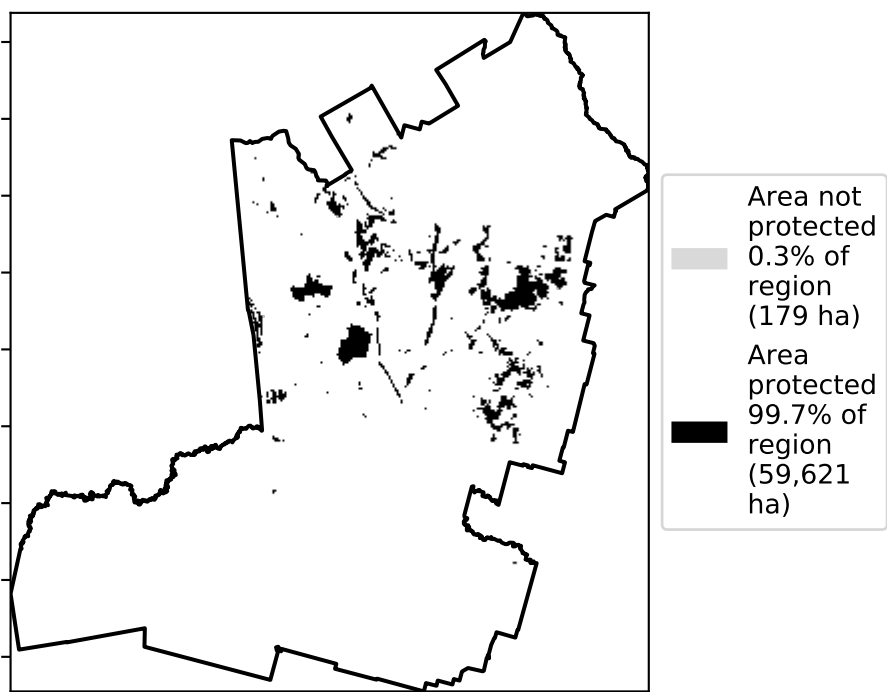 Area not
protected
0.3% of
region
(179 ha)
Area
protected
99.7% of
region
(59,621
ha)